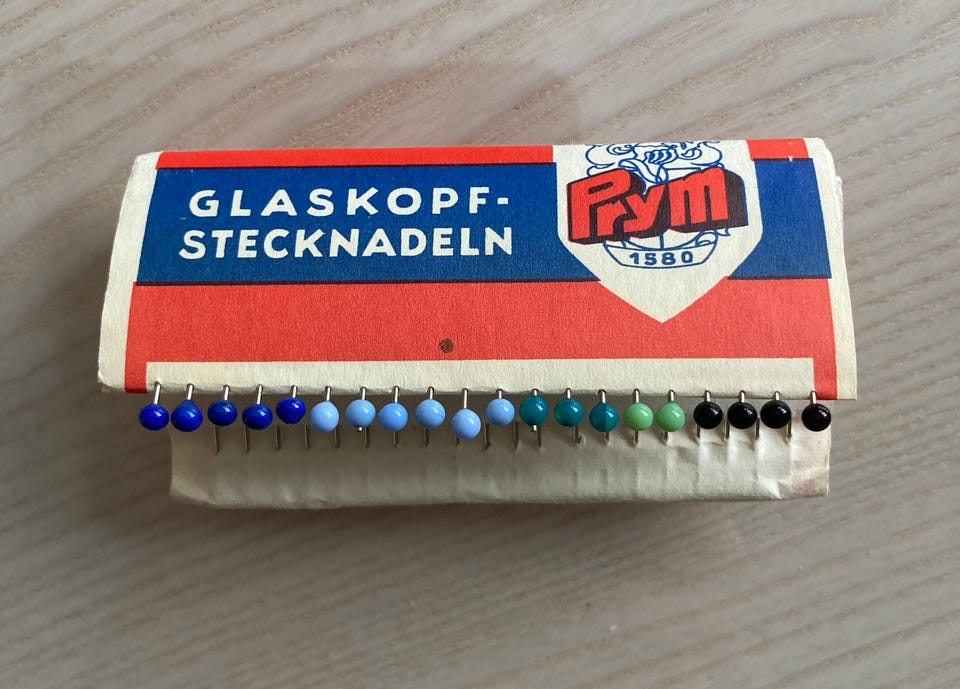 GLASKOPF-
STECKNADELN
Prym
1580